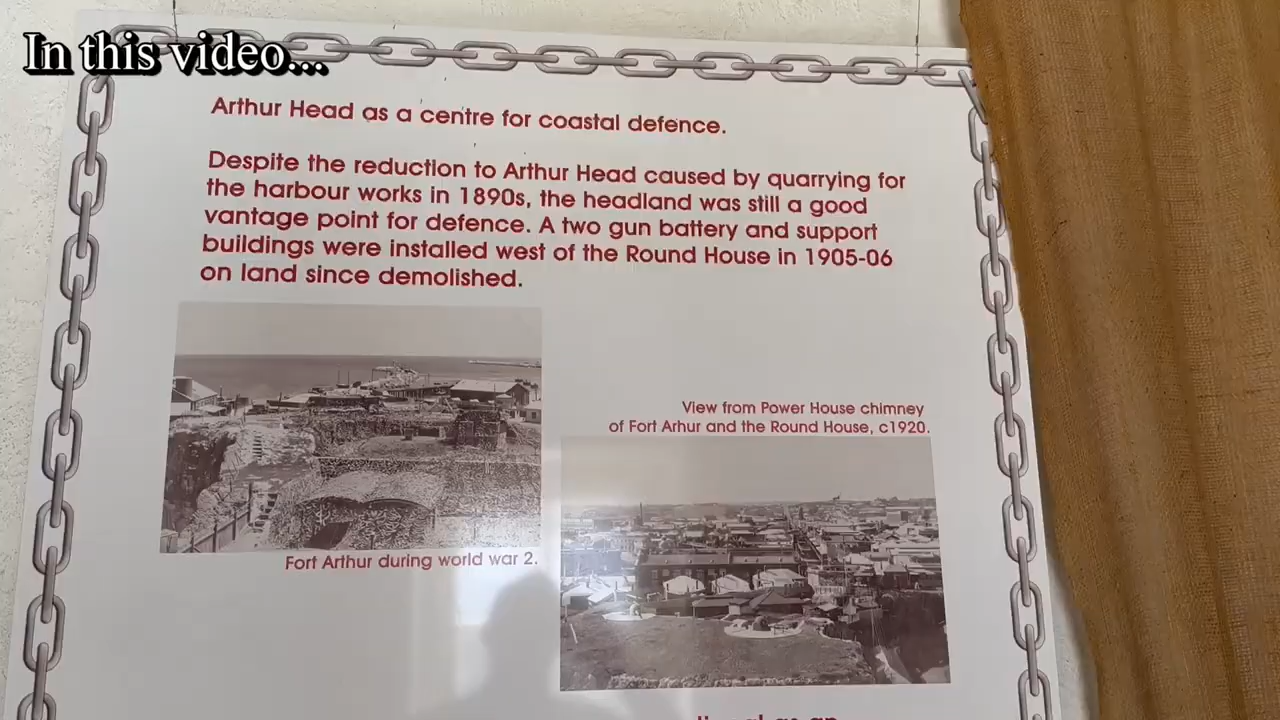 In this video...
Arthur Head as a centre for coastal defence.
Despite the reduction to Arthur Head caused by quarrying for
the harbour works in 1890s, the headland was still a good
vantage point for defence. A two gun battery and support
buildings were installed west of the Round House in 1905-06
on land since demolished.
View from Power House chimney
of Fort Arhur and the Round House, c1920.
Fort Arthur during world war 2.